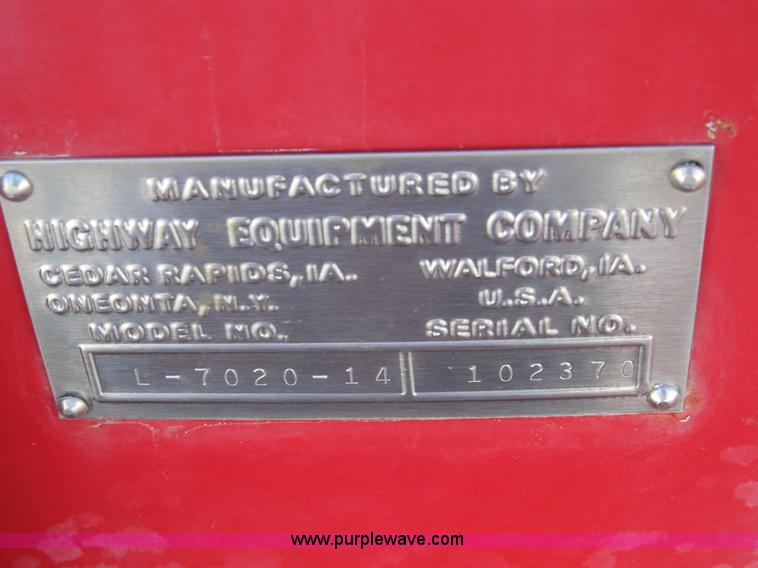 MANUFACTURED BY
HIGHWAY EQUIPMENT COMPANY
CEDAR RAPIDS, IA. WALFORD, IA.
ONEONTA, N.Y. U.S.A.
MODEL NO. SERIAL NO.
L-7020-14 102370
www.purplewave.com